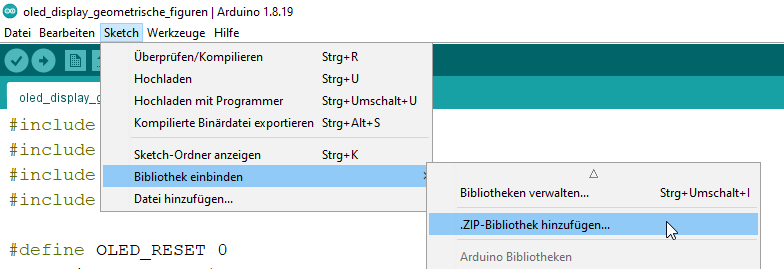 oled_display_geometrische_figuren | Arduino 1.8.19
Datei Bearbeiten Sketch Werkzeuge Hilfe
Überprüfen/Kompilieren Strg+R
Hochladen Strg+U
Hochladen mit Programmer Strg+Umschalt+U
Kompilierte Binärdatei exportieren Strg+Alt+S
Sketch-Ordner anzeigen Strg+K
Bibliothek einbinden
Datei hinzufügen...
Bibliotheken verwalten... Strg+Umschalt+I
.ZIP-Bibliothek hinzufügen...
Arduino Bibliotheken
oled_display_g
#include
#include
#include
#include
#define OLED_RESET 0